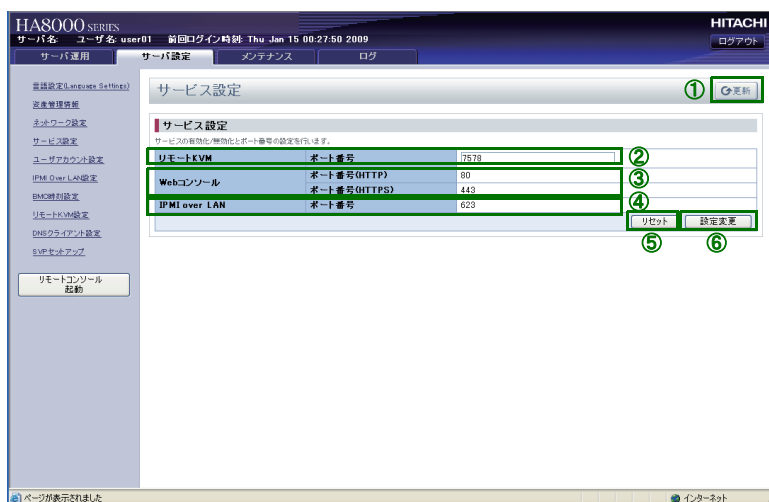 HA8000 SERIES
HITACHI
サーバ名: ユーザ名: user01 前回ログイン時刻: Thu Jan 15 00:27:50 2009
ログアウト
サーバ運用 サーバ設定 メンテナンス ログ
言語設定(Language Settings)
資産管理情報
ネットワーク設定
サービス設定
ユーザアカウント設定
IPMI Over LAN設定
BMC時刻設定
リモートKVM設定
DNSクライアント設定
SVPセットアップ
リモートコンソール
起動
サービス設定 ① 更新
サービス設定
サービスの有効化/無効化とポート番号の設定を行います。
リモートKVM ポート番号 7578 ②
Webコンソール ポート番号(HTTP) 80 ③
ポート番号(HTTPS) 443
IPMI over LAN ポート番号 623 ④
リセット 設定変更
⑤ ⑥
ページが表示されました インターネット